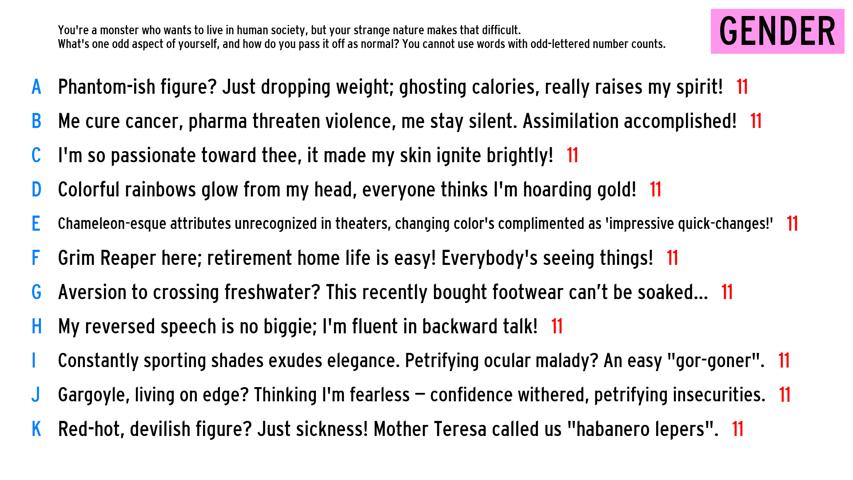 You're a monster who wants to live in human society, but your strange nature makes that difficult.
What's one odd aspect of yourself, and how do you pass it off as normal? You cannot use words with odd-lettered number counts.
GENDER
A Phantom-ish figure? Just dropping weight; ghosting calories, really raises my spirit! 11
B Me cure cancer, pharma threaten violence, me stay silent. Assimilation accomplished! 11
C I'm so passionate toward thee, it made my skin ignite brightly! 11
D Colorful rainbows glow from my head, everyone thinks I'm hoarding gold! 11
E Chameleon-esque attributes unrecognized in theaters, changing color's complimented as 'impressive quick-changes!' 11
F Grim Reaper here; retirement home life is easy! Everybody's seeing things! 11
G Aversion to crossing freshwater? This recently bought footwear can't be soaked... 11
H My reversed speech is no biggie; I'm fluent in backward talk! 11
I Constantly sporting shades exudes elegance. Petrifying ocular malady? An easy "gor-goner". 11
J Gargoyle, living on edge? Thinking I'm fearless – confidence withered, petrifying insecurities. 11
K Red-hot, devilish figure? Just sickness! Mother Teresa called us "habanero lepers". 11